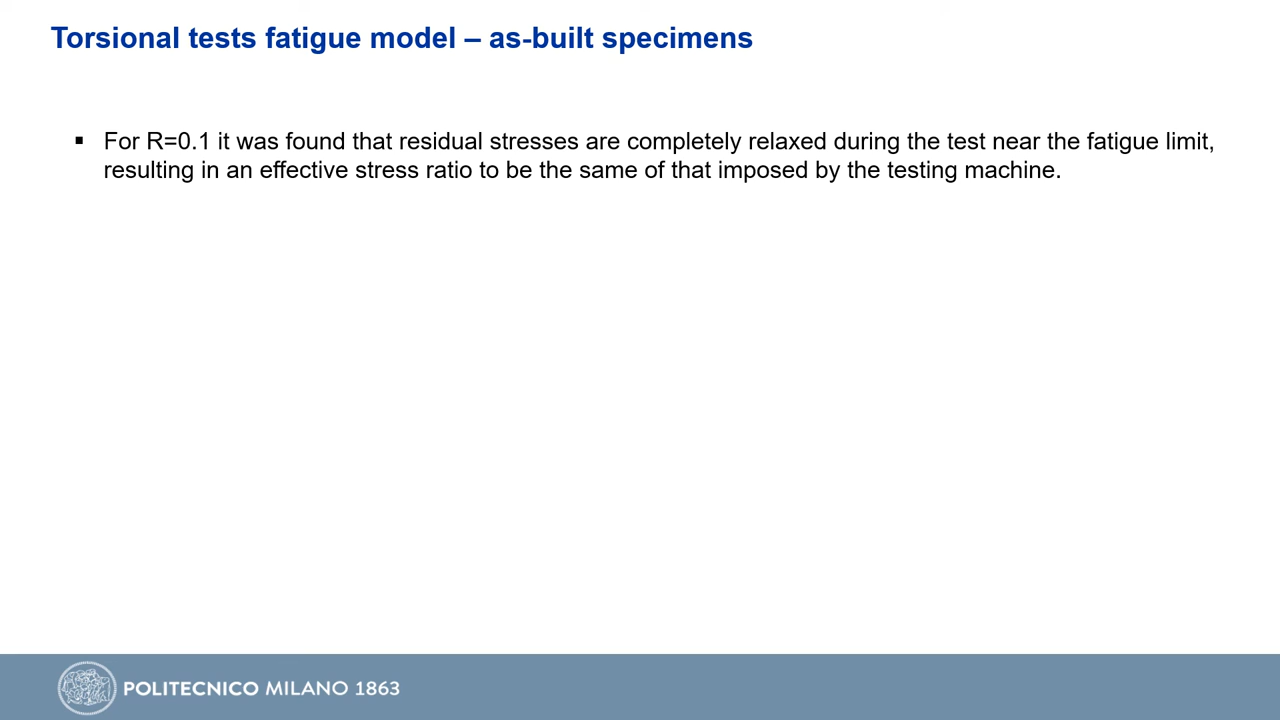 Torsional tests fatigue model – as-built specimens
▪ For R=0.1 it was found that residual stresses are completely relaxed during the test near the fatigue limit,
resulting in an effective stress ratio to be the same of that imposed by the testing machine.
POLITECNICO MILANO 1863